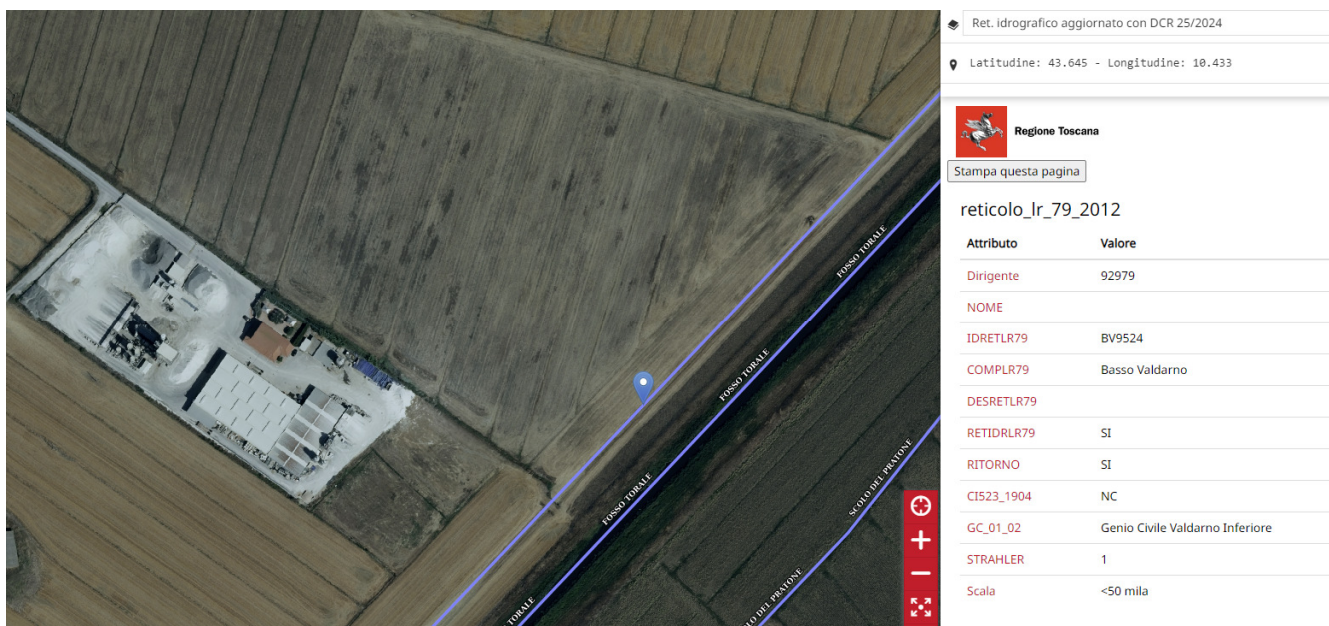 Ret. idrografico aggiornato con DCR 25/2024
Latitudine: 43.645 - Longitudine: 10.433
Regione Toscana
Stampa questa pagina
reticolo_lr_79_2012
Attributo Valore
Dirigente 92979
NOME
IDRETLR79 BV9524
COMPLR79 Basso Valdarno
DESRETLR79
RETIDRLR79 SI
RITORNO SI
CI523_1904 NC
GC_01_02 Genio Civile Valdarno Inferiore
STRAHLER 1
Scala <50 mila
FOSSO TORALE
FOSSO TORALE
FOSSO TORALE
TORALE
SCOLO DEL PRATONE
LO DEL PRATONE